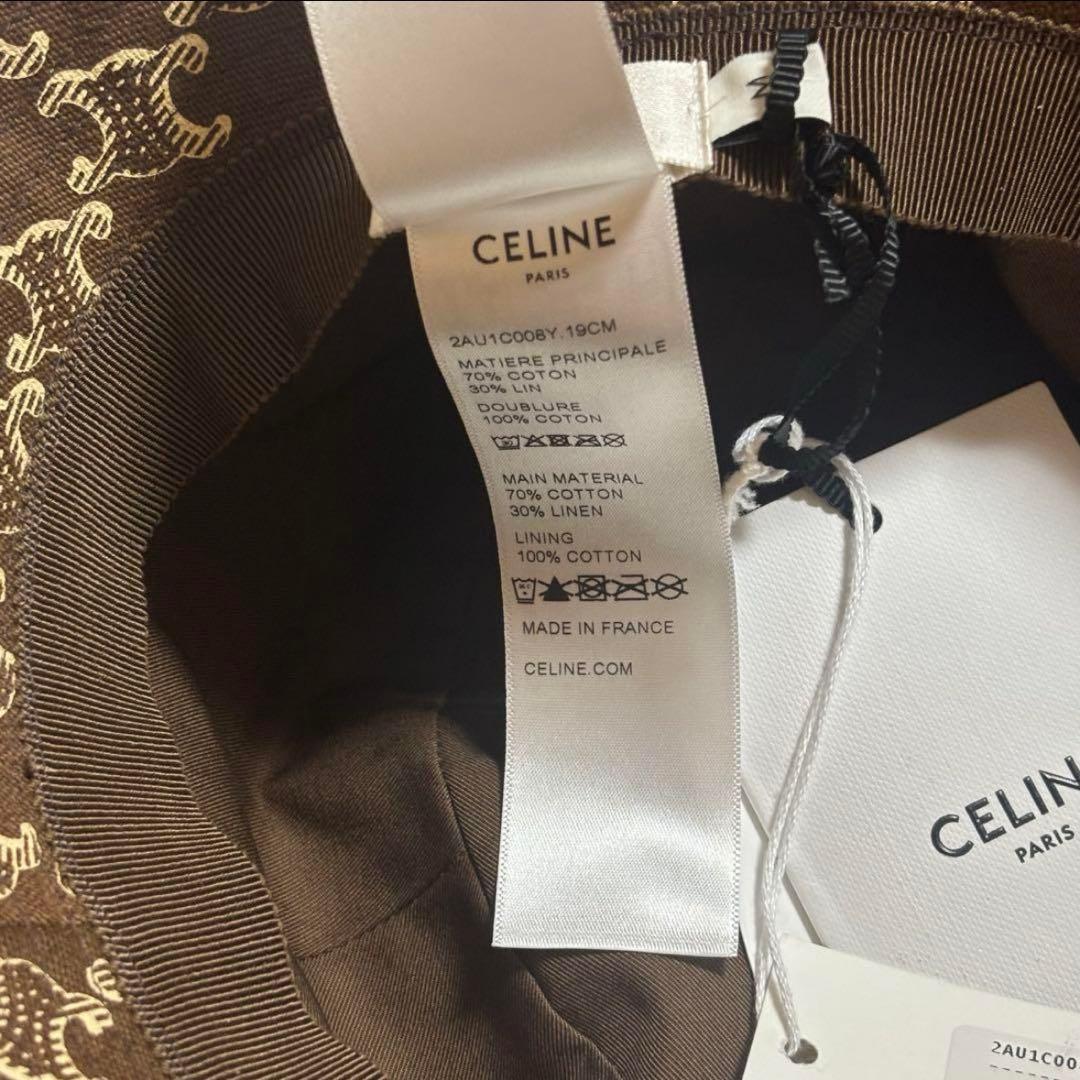 CELINE
PARIS
2AU1C008Y.19CM
MATIERE PRINCIPALE
70% COTON
30% LIN
DOUBLURE
100% COTON
MAIN MATERIAL
70% COTTON
30% LINEN
LINING
100% COTTON
MADE IN FRANCE
CELINE.COM
CELIN
PARIS
2AU1C00